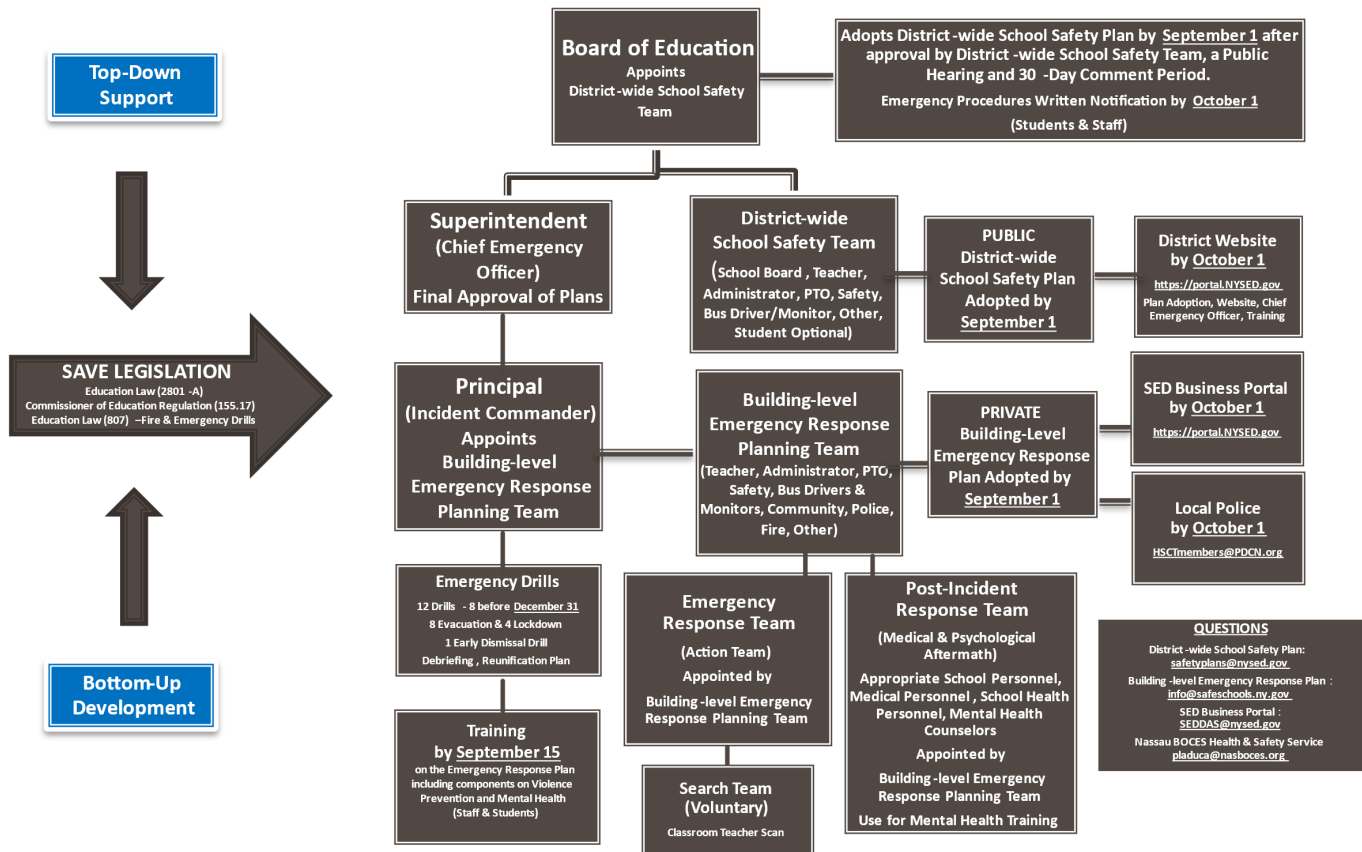 Top-Down
Support
Board of Education
Appoints
District-wide School Safety
Team
Adopts District -wide School Safety Plan by September 1 after
approval by District -wide School Safety Team, a Public
Hearing and 30 -Day Comment Period.
Emergency Procedures Written Notification by October 1
(Students & Staff)
Superintendent
(Chief Emergency
Officer)
Final Approval of Plans
District-wide
School Safety Team
(School Board , Teacher,
Administrator, PTO, Safety,
Bus Driver/Monitor, Other,
Student Optional)
PUBLIC
District-wide
School Safety Plan
Adopted by
September 1
District Website
by October 1
https://portal.NYSED.gov
Plan Adoption, Website, Chief
Emergency Officer, Training
SAVE LEGISLATION
Education Law (2801 -A)
Commissioner of Education Regulation (155.17)
Education Law (807) –Fire & Emergency Drills
Principal
(Incident Commander)
Appoints
Building-level
Emergency Response
Planning Team
Building-level
Emergency Response
Planning Team
(Teacher, Administrator, PTO,
Safety, Bus Drivers &
Monitors, Community, Police,
Fire, Other)
PRIVATE
Building-Level
Emergency Response
Plan Adopted by
September 1
SED Business Portal
by October 1
https://portal.NYSED.gov
Local Police
by October 1
HSCTmembers@PDCN.org
Bottom-Up
Development
Emergency Drills
12 Drills - 8 before December 31
8 Evacuation & 4 Lockdown
1 Early Dismissal Drill
Debriefing , Reunification Plan
Training
by September 15
on the Emergency Response Plan
including components on Violence
Prevention and Mental Health
(Staff & Students)
Emergency
Response Team
(Action Team)
Appointed by
Building-level Emergency
Response Planning Team
Search Team
(Voluntary)
Classroom Teacher Scan
Post-Incident
Response Team
(Medical & Psychological
Aftermath)
Appropriate School Personnel,
Medical Personnel , School Health
Personnel, Mental Health
Counselors
Appointed by
Building -level Emergency
Response Planning Team
Use for Mental Health Training
QUESTIONS
District -wide School Safety Plan:
safetyplans@nysed.gov
Building -level Emergency Response Plan :
info@safeschools.ny.gov
SED Business Portal :
SEDDAS@nysed.gov
Nassau BOCES Health & Safety Service
pladuca@nasboces.org